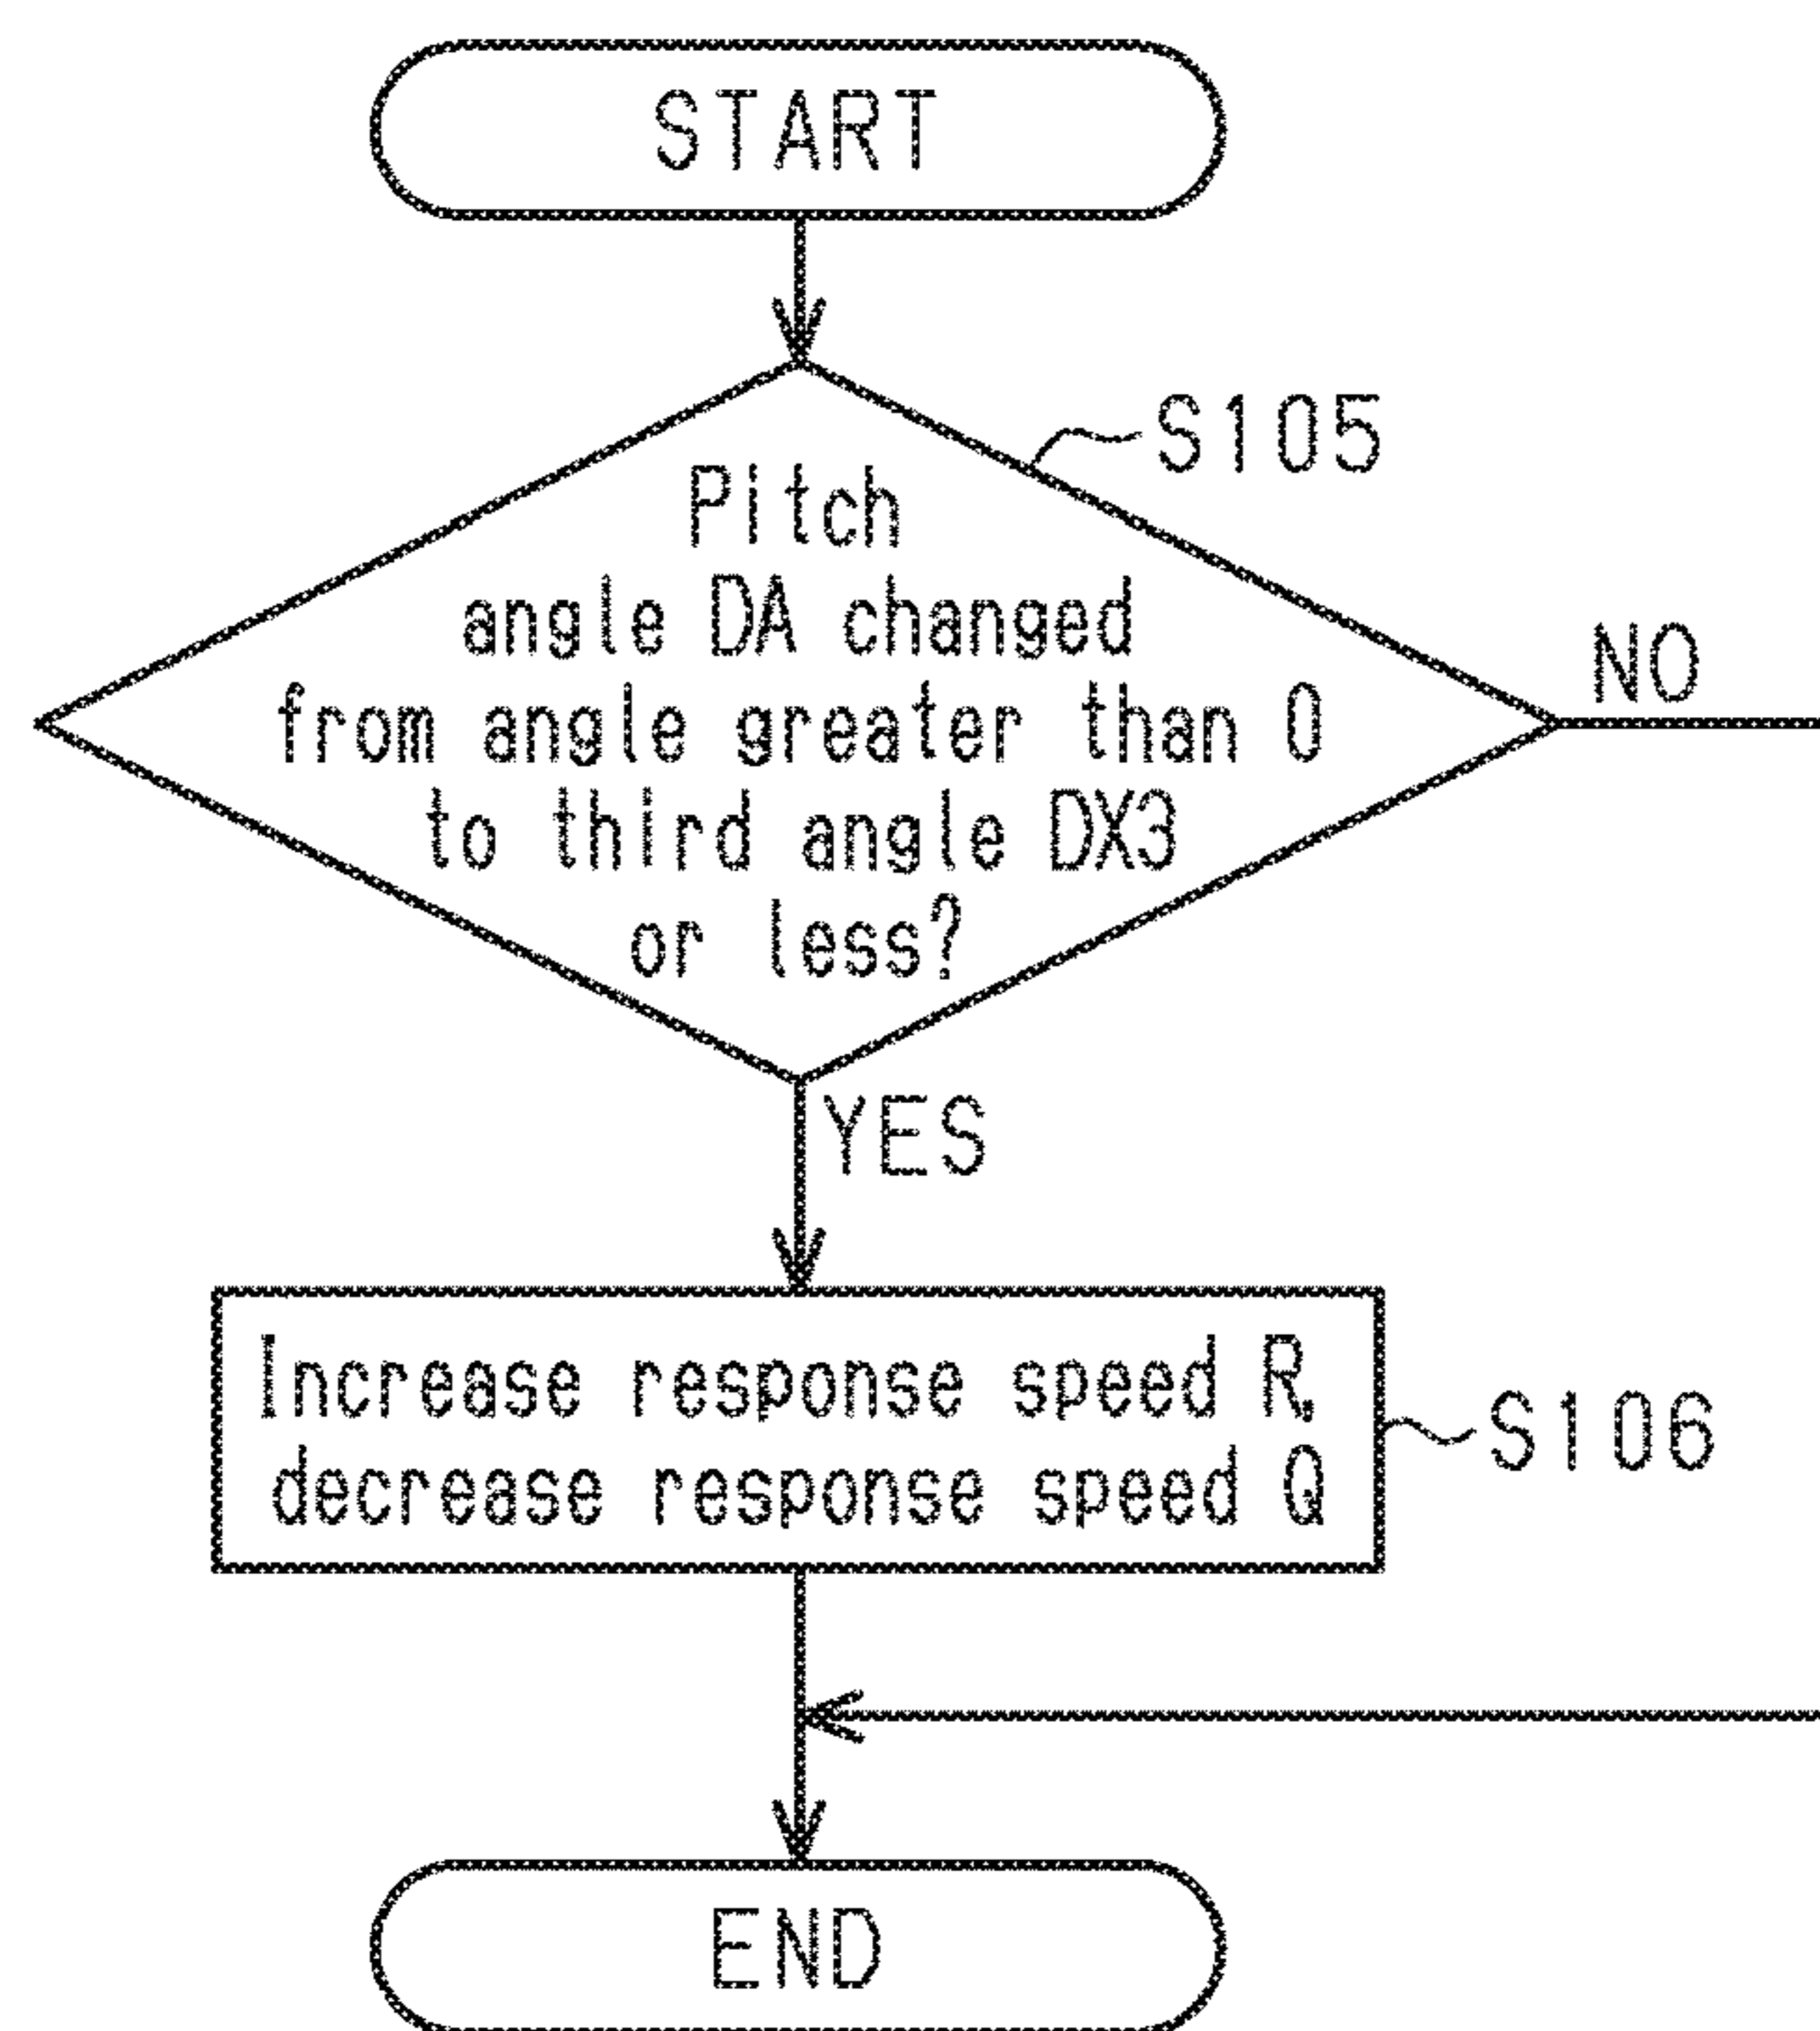 START
S105
Pitch
angle DA changed
from angle greater than 0
to third angle DX3
or less?
NO
YES
Increase response speed R,
decrease response speed Q
S106
END